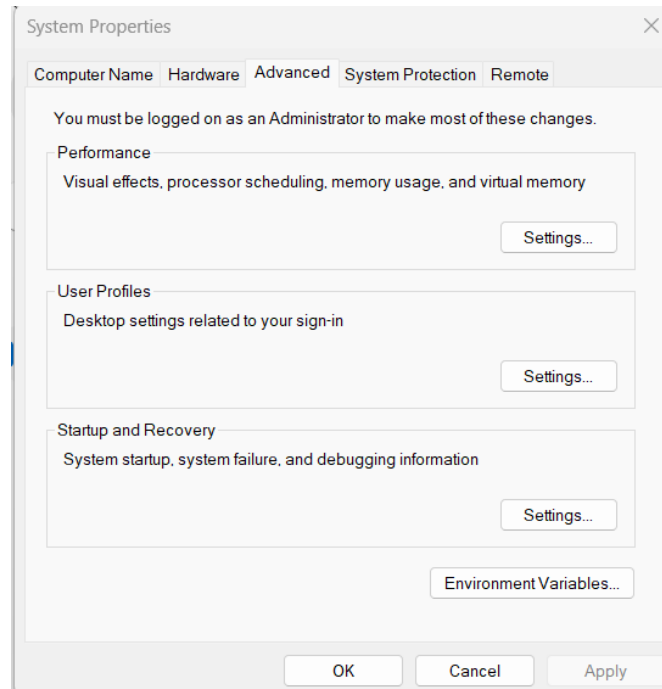 System Properties
Computer Name Hardware Advanced System Protection Remote
You must be logged on as an Administrator to make most of these changes.
Performance
Visual effects, processor scheduling, memory usage, and virtual memory
Settings...
User Profiles
Desktop settings related to your sign-in
Settings...
Startup and Recovery
System startup, system failure, and debugging information
Settings...
Environment Variables...
OK Cancel Apply